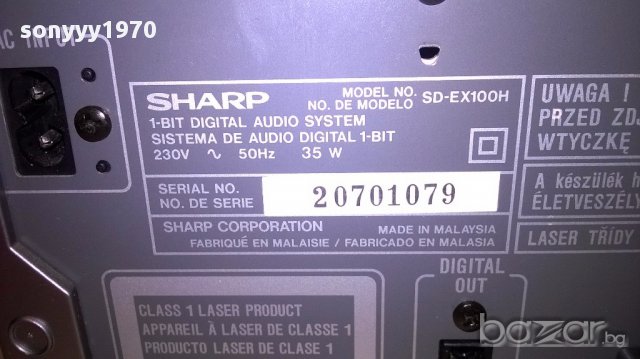 sonyyy1970
AC INPUT
SHARP
MODEL NO.
NO. DE MODELO
SD-EX100H
1-BIT DIGITAL AUDIO SYSTEM
SISTEMA DE AUDIO DIGITAL 1-BIT
230V ∿ 50Hz 35 W
SERIAL NO.
NO. DE SERIE
20701079
SHARP CORPORATION
MADE IN MALAYSIA
FABRIQUÉ EN MALAISIE / FABRICADO EN MALASIA
UWAGA
PRZED
WTYCZKĘ
A készülék
ÉLETVESZÉLY
LASER TŘÍDY
DIGITAL
OUT
CLASS 1 LASER PRODUCT
APPAREIL À LASER DE CLASSE 1
PRODUCTO LASER DE CLASE 1
bazar.bg